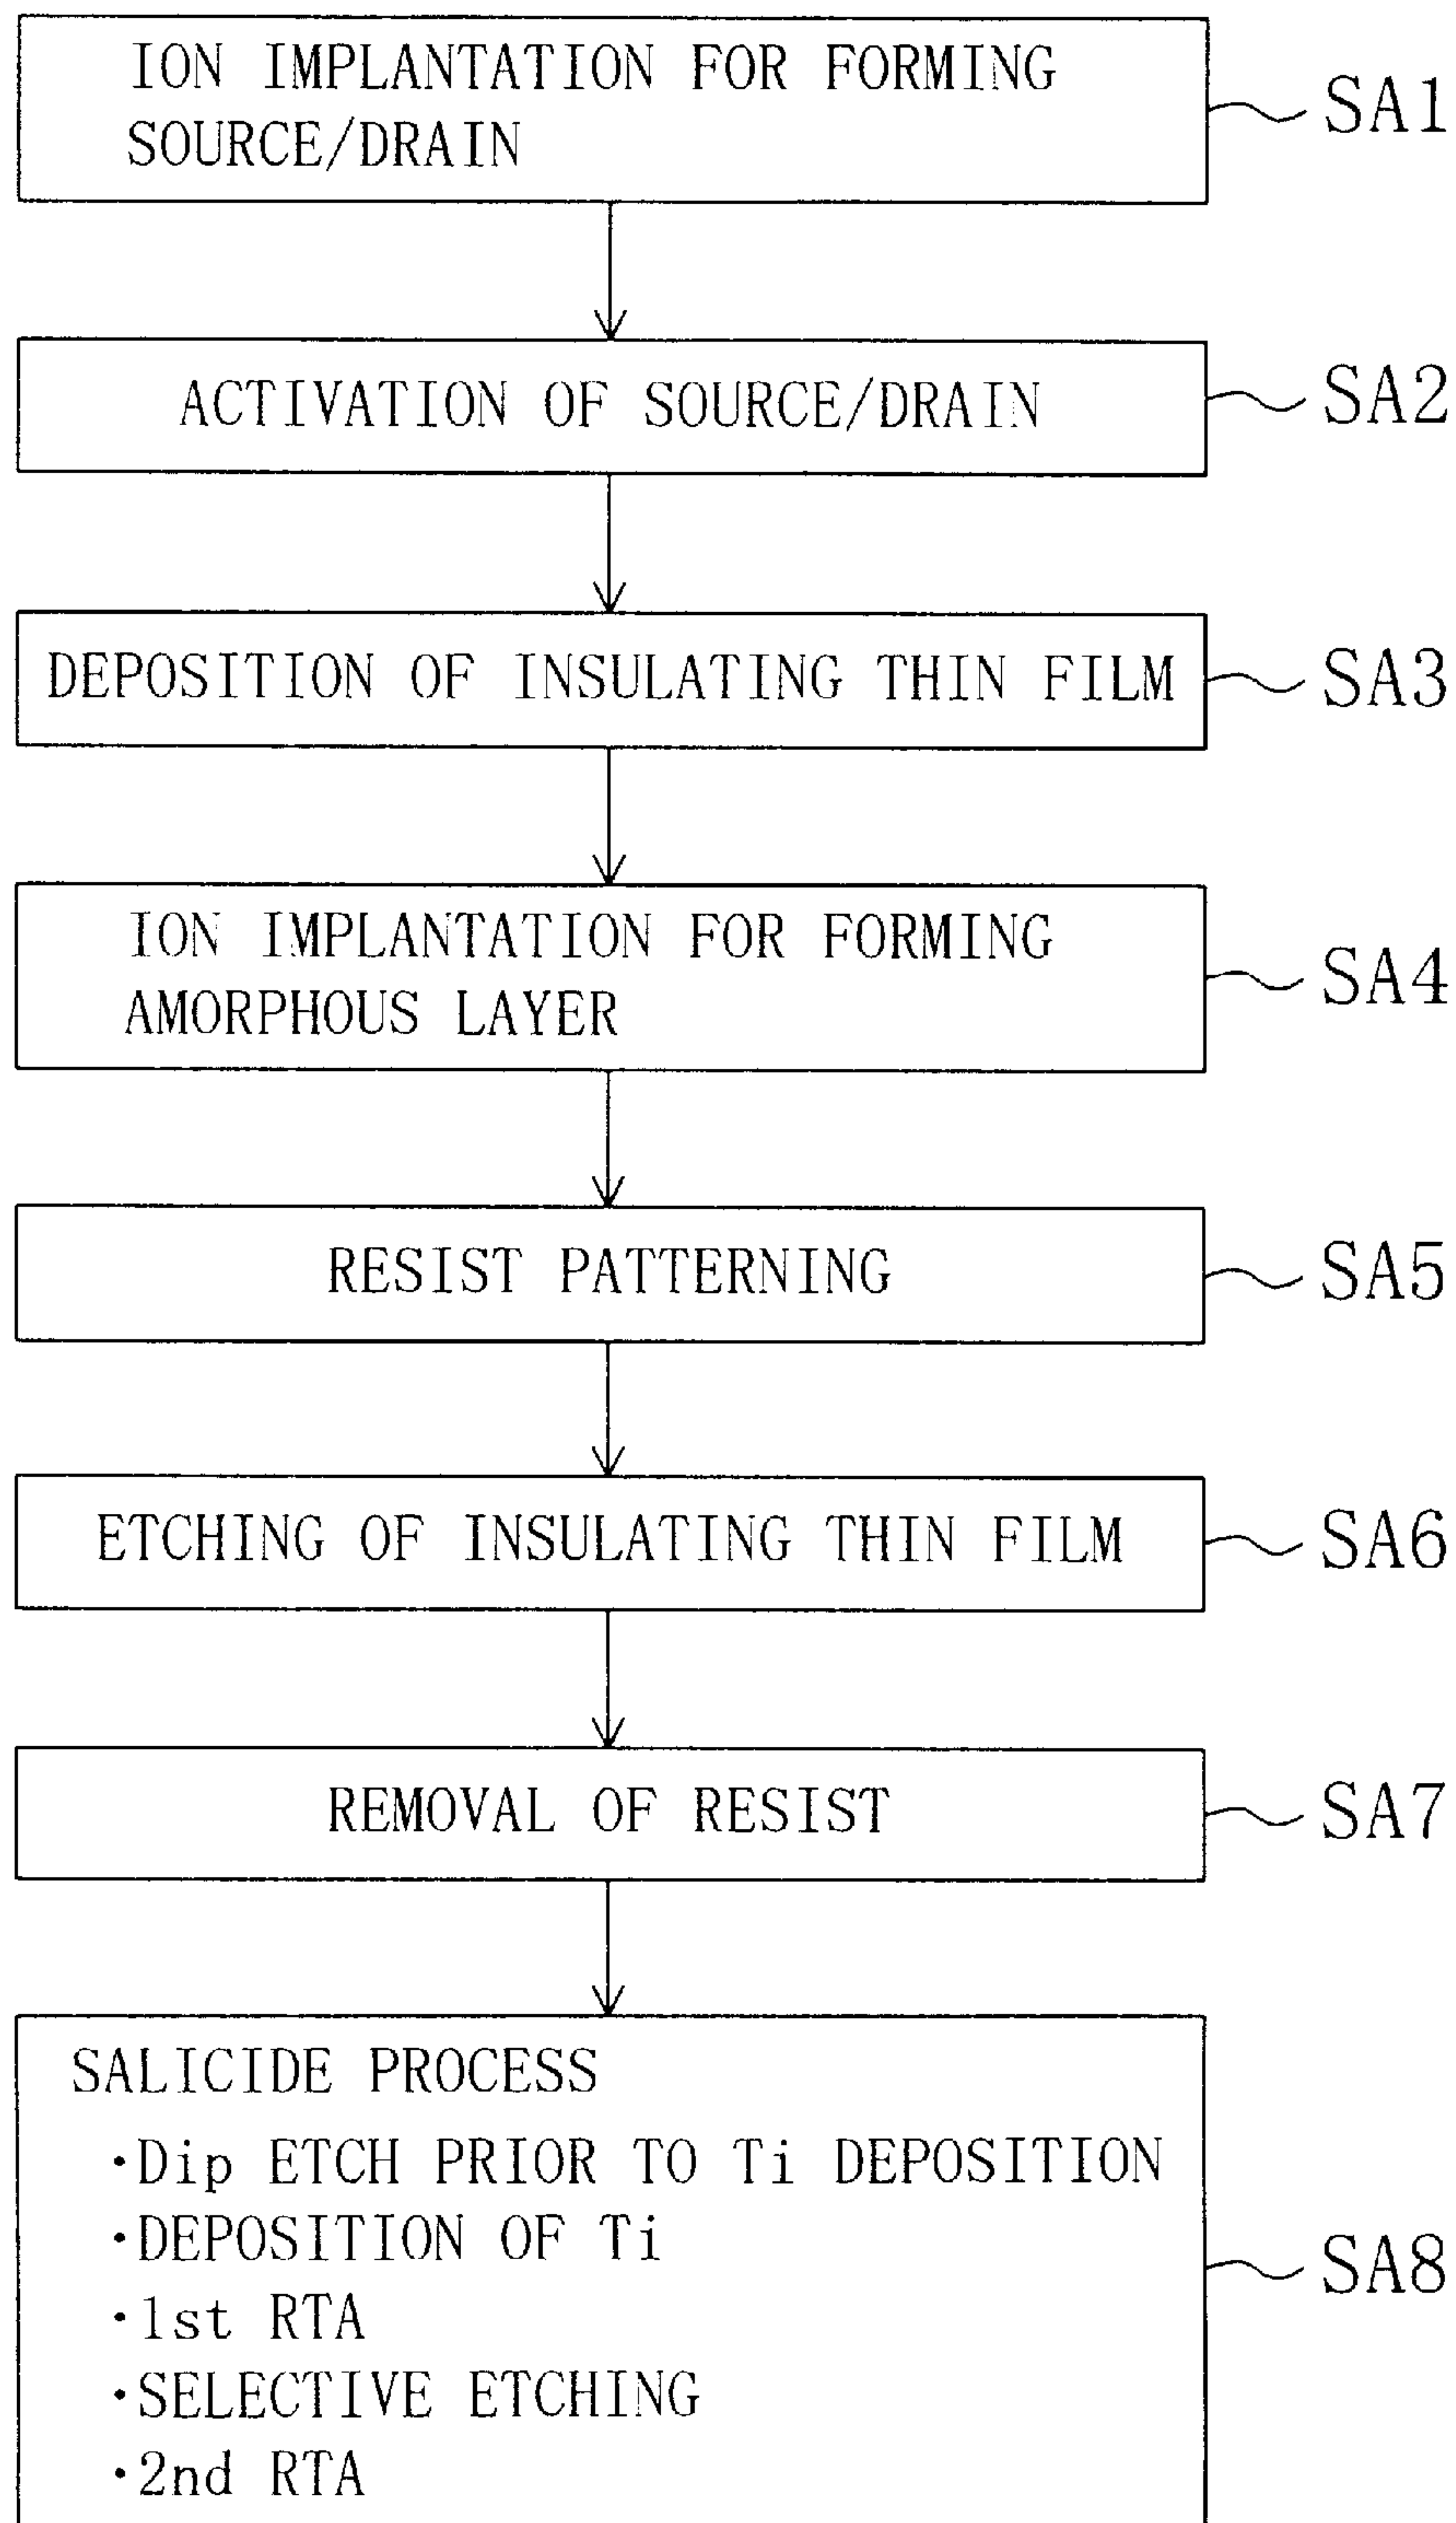 ION IMPLANTATION FOR FORMING
SOURCE/DRAIN
SA1
ACTIVATION OF SOURCE/DRAIN
SA2
DEPOSITION OF INSULATING THIN FILM
SA3
ION IMPLANTATION FOR FORMING
AMORPHOUS LAYER
SA4
RESIST PATTERNING
SA5
ETCHING OF INSULATING THIN FILM
SA6
REMOVAL OF RESIST
SA7
SALICIDE PROCESS
・Dip ETCH PRIOR TO Ti DEPOSITION
・DEPOSITION OF Ti
・1st RTA
・SELECTIVE ETCHING
・2nd RTA
SA8